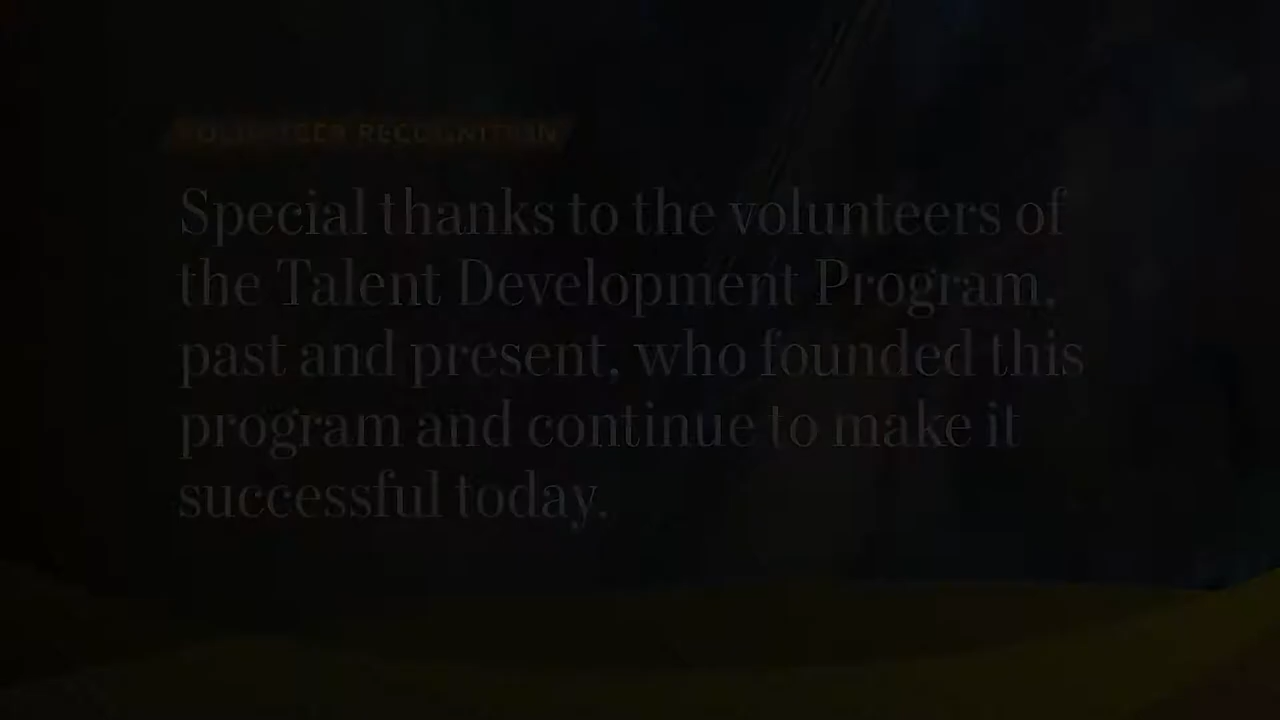 VOLUNTEER RECOGNITION
Special thanks to the volunteers of
the Talent Development Program,
past and present, who founded this
program and continue to make it
successful today.